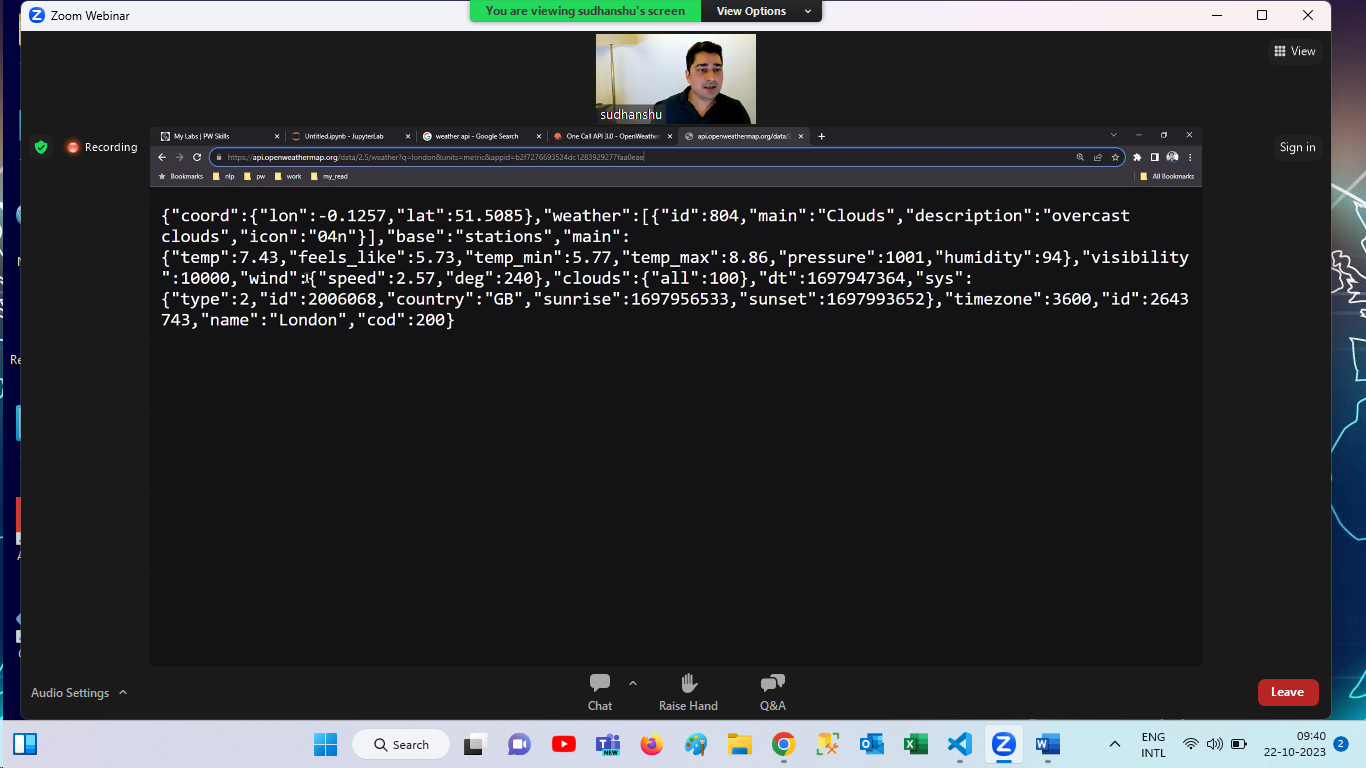 Zoom Webinar
You are viewing sudhanshu's screen
View Options
View
sudhanshu
Recording
Sign in
My Labs | PW Skills
Untitled.ipynb - JupyterLab
weather api - Google Search
One Call API 3.0 - OpenWeather
api.openweathermap.org/data/2
https://api.openweathermap.org/data/2.5/weather?q=london&units=metric&appid=b2f7276693524dc1283929277faa0eae
Bookmarks
nlp
pw
work
my_read
All Bookmarks
{"coord":{"lon":-0.1257,"lat":51.5085},"weather":[{"id":804,"main":"Clouds","description":"overcast
clouds","icon":"04n"}],"base":"stations","main":
{"temp":7.43,"feels_like":5.73,"temp_min":5.77,"temp_max":8.86,"pressure":1001,"humidity":94},"visibility
":10000,"wind":{"speed":2.57,"deg":240},"clouds":{"all":100},"dt":1697947364,"sys":
{"type":2,"id":2006068,"country":"GB","sunrise":1697956533,"sunset":1697993652},"timezone":3600,"id":2643
743,"name":"London","cod":200}
Re
Audio Settings
Chat
Raise Hand
Q&A
Leave
Search
NEW
ENG
INTL
09:40
22-10-2023
2